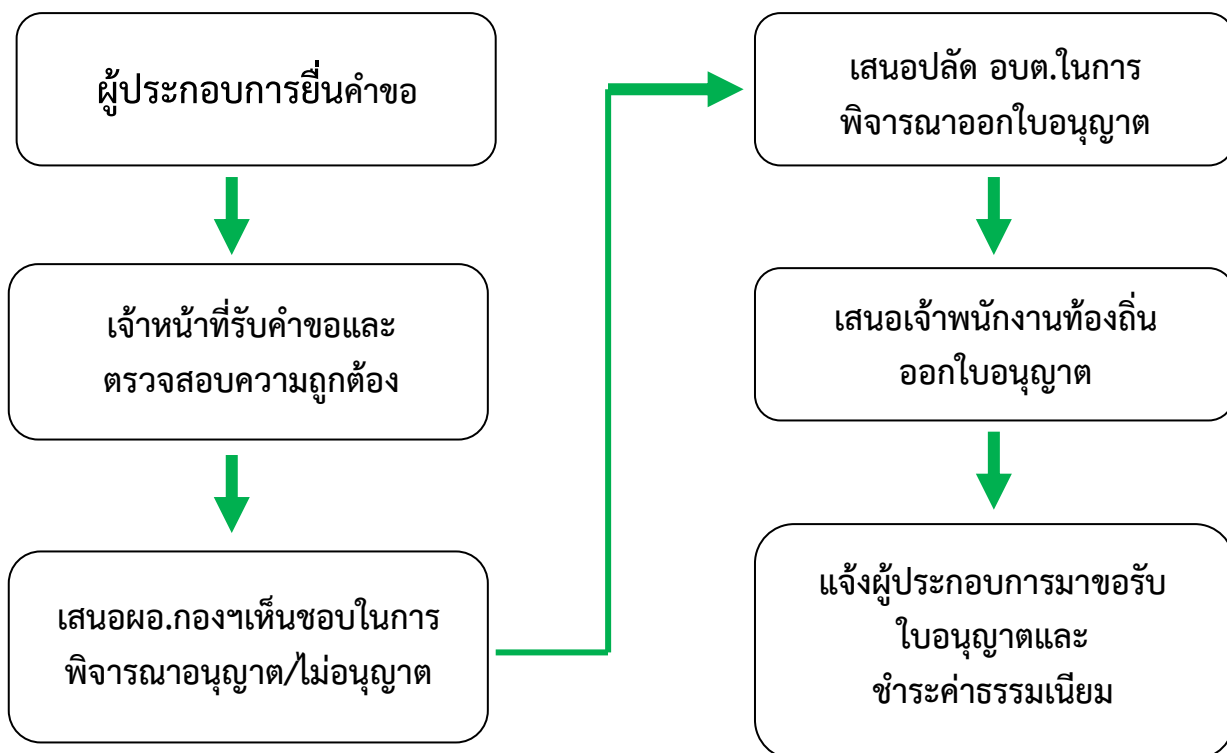 ผู้ประกอบการยื่นคำขอ
เจ้าหน้าที่รับคำขอและ
ตรวจสอบความถูกต้อง
เสนอผอ.กองฯเห็นชอบในการ
พิจารณาอนุญาต/ไม่อนุญาต
เสนอปลัด อบต.ในการ
พิจารณาออกใบอนุญาต
เสนอเจ้าพนักงานท้องถิ่น
ออกใบอนุญาต
แจ้งผู้ประกอบการมาขอรับ
ใบอนุญาตและ
ชำระค่าธรรมเนียม